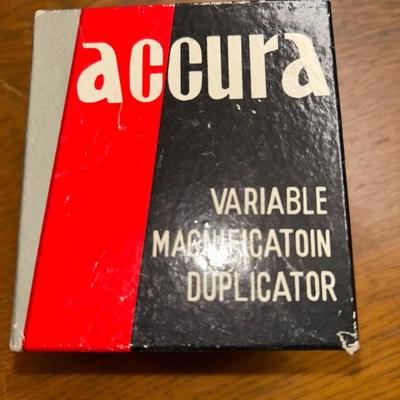 accura
VARIABLE
MAGNIFICATOIN
DUPLICATOR